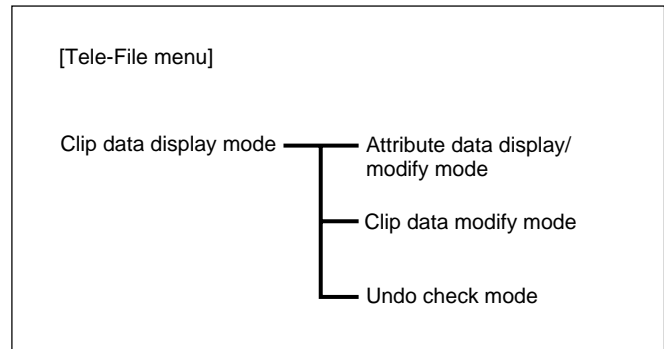 [Tele-File menu]
Clip data display mode
Attribute data display/
modify mode
Clip data modify mode
Undo check mode